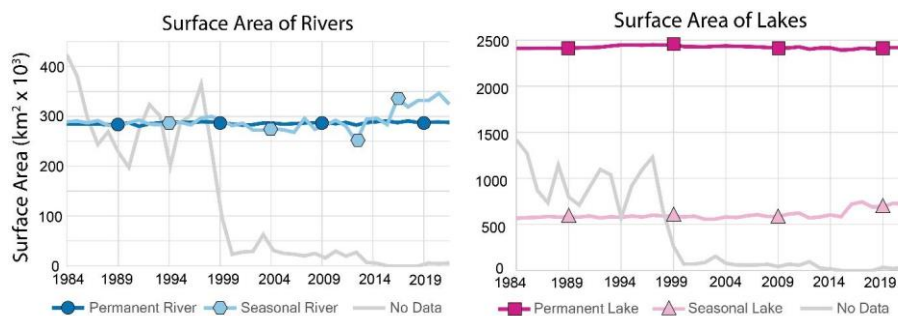 Surface Area of Rivers
Surface Area (km² x 10³)
400
300
200
100
0
1984 1989 1994 1999 2004 2009 2014 2019
Permanent River Seasonal River No Data
Surface Area of Lakes
2500
2000
1500
1000
500
0
1984 1989 1994 1999 2004 2009 2014 2019
Permanent Lake Seasonal Lake No Data